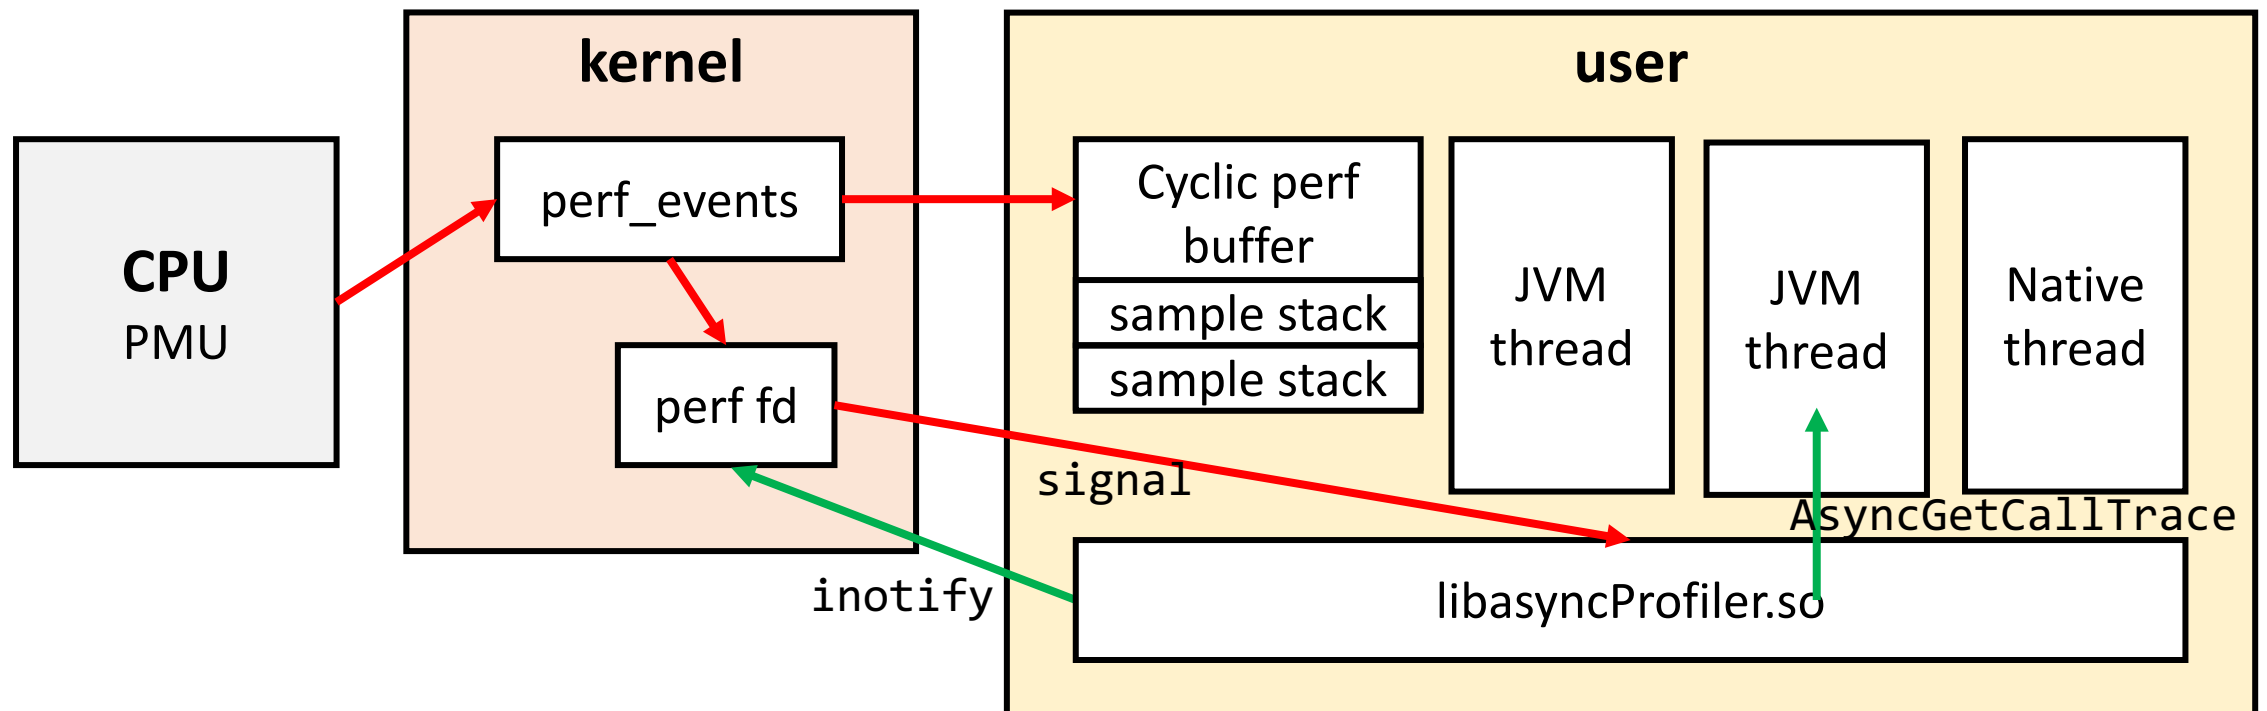 kernel
user
CPU
PMU
perf_events
perf fd
Cyclic perf
buffer
sample stack
sample stack
JVM
thread
JVM
thread
Native
thread
signal
AsyncGetCallTrace
inotify
libasyncProfiler.so